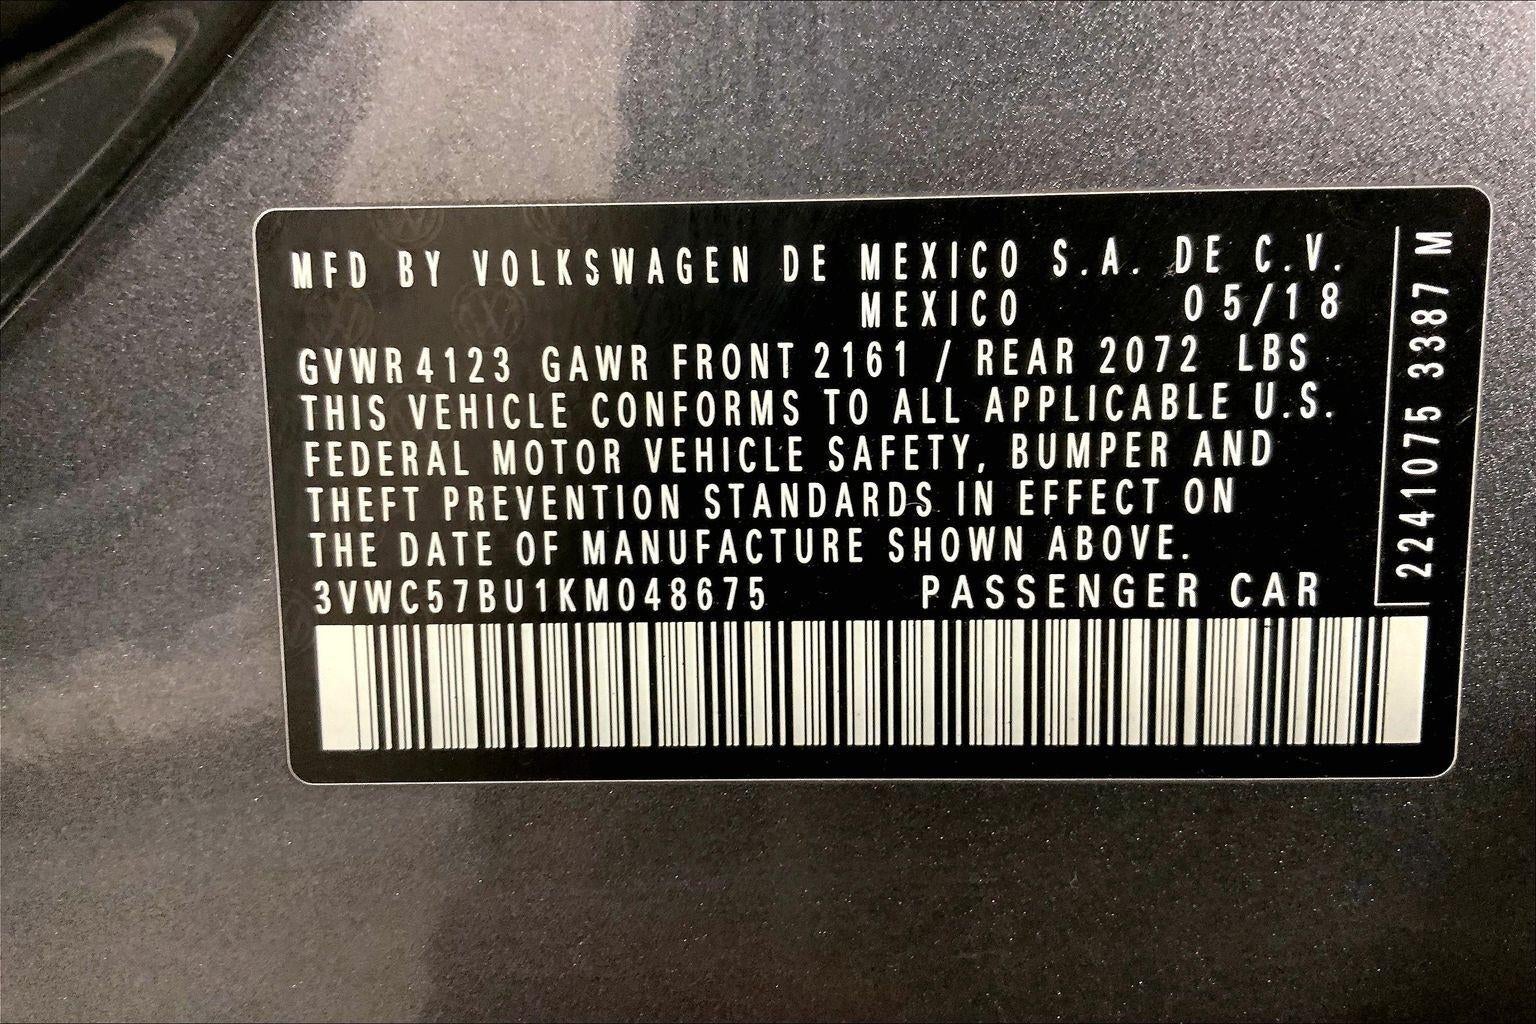 MFD BY VOLKSWAGEN DE MEXICO S.A. DE C.V.
MEXICO 05/18
GVWR 4123 GAWR FRONT 2161 / REAR 2072 LBS
THIS VEHICLE CONFORMS TO ALL APPLICABLE U.S.
FEDERAL MOTOR VEHICLE SAFETY, BUMPER AND
THEFT PREVENTION STANDARDS IN EFFECT ON
THE DATE OF MANUFACTURE SHOWN ABOVE.
3VWC57BU1KM048675 PASSENGER CAR
2241075 3387 M